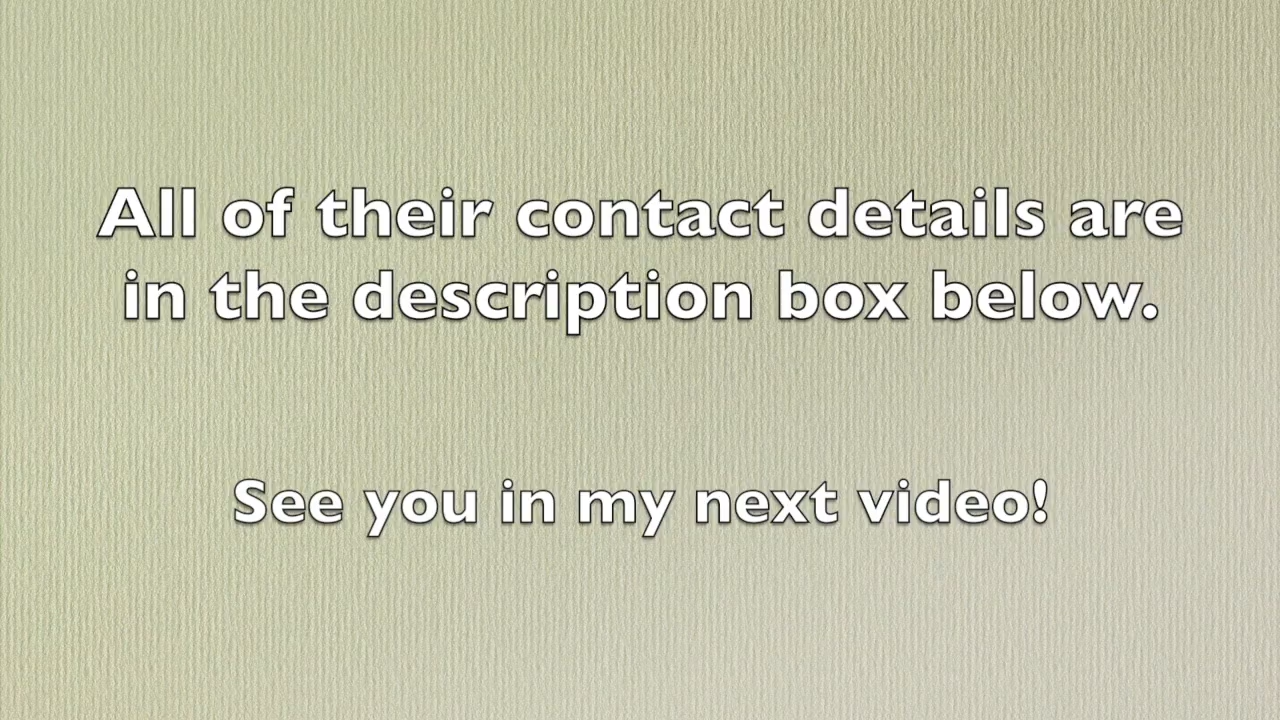 All of their contact details are
in the description box below.
See you in my next video!